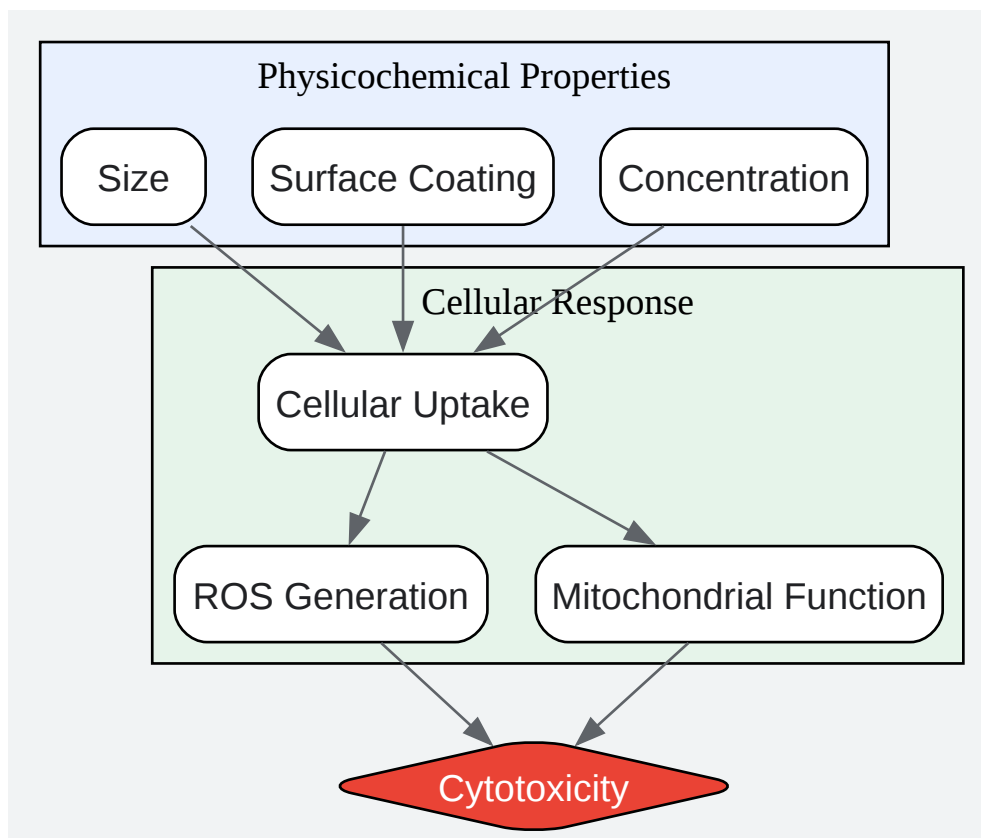 Physicochemical Properties
Size
Surface Coating
Concentration
Cellular Response
Cellular Uptake
ROS Generation
Mitochondrial Function
Cytotoxicity